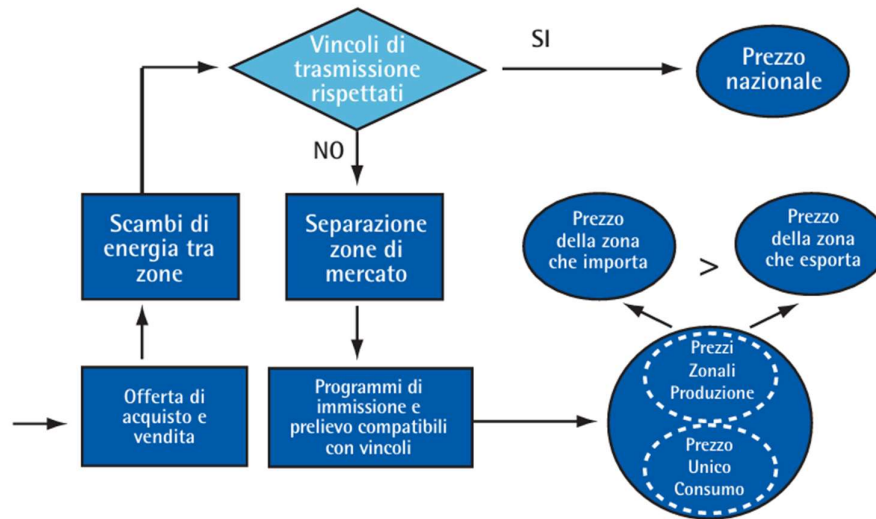 Vincoli di
trasmissione
rispettati
SI
Prezzo
nazionale
NO
Scambi di
energia tra
zone
Separazione
zone di
mercato
Prezzo
della zona
che importa
>
Prezzo
della zona
che esporta
Offerta di
acquisto e
vendita
Programmi di
immissione e
prelievo compatibili
con vincoli
Prezzi
Zonali
Produzione
Prezzo
Unico
Consumo